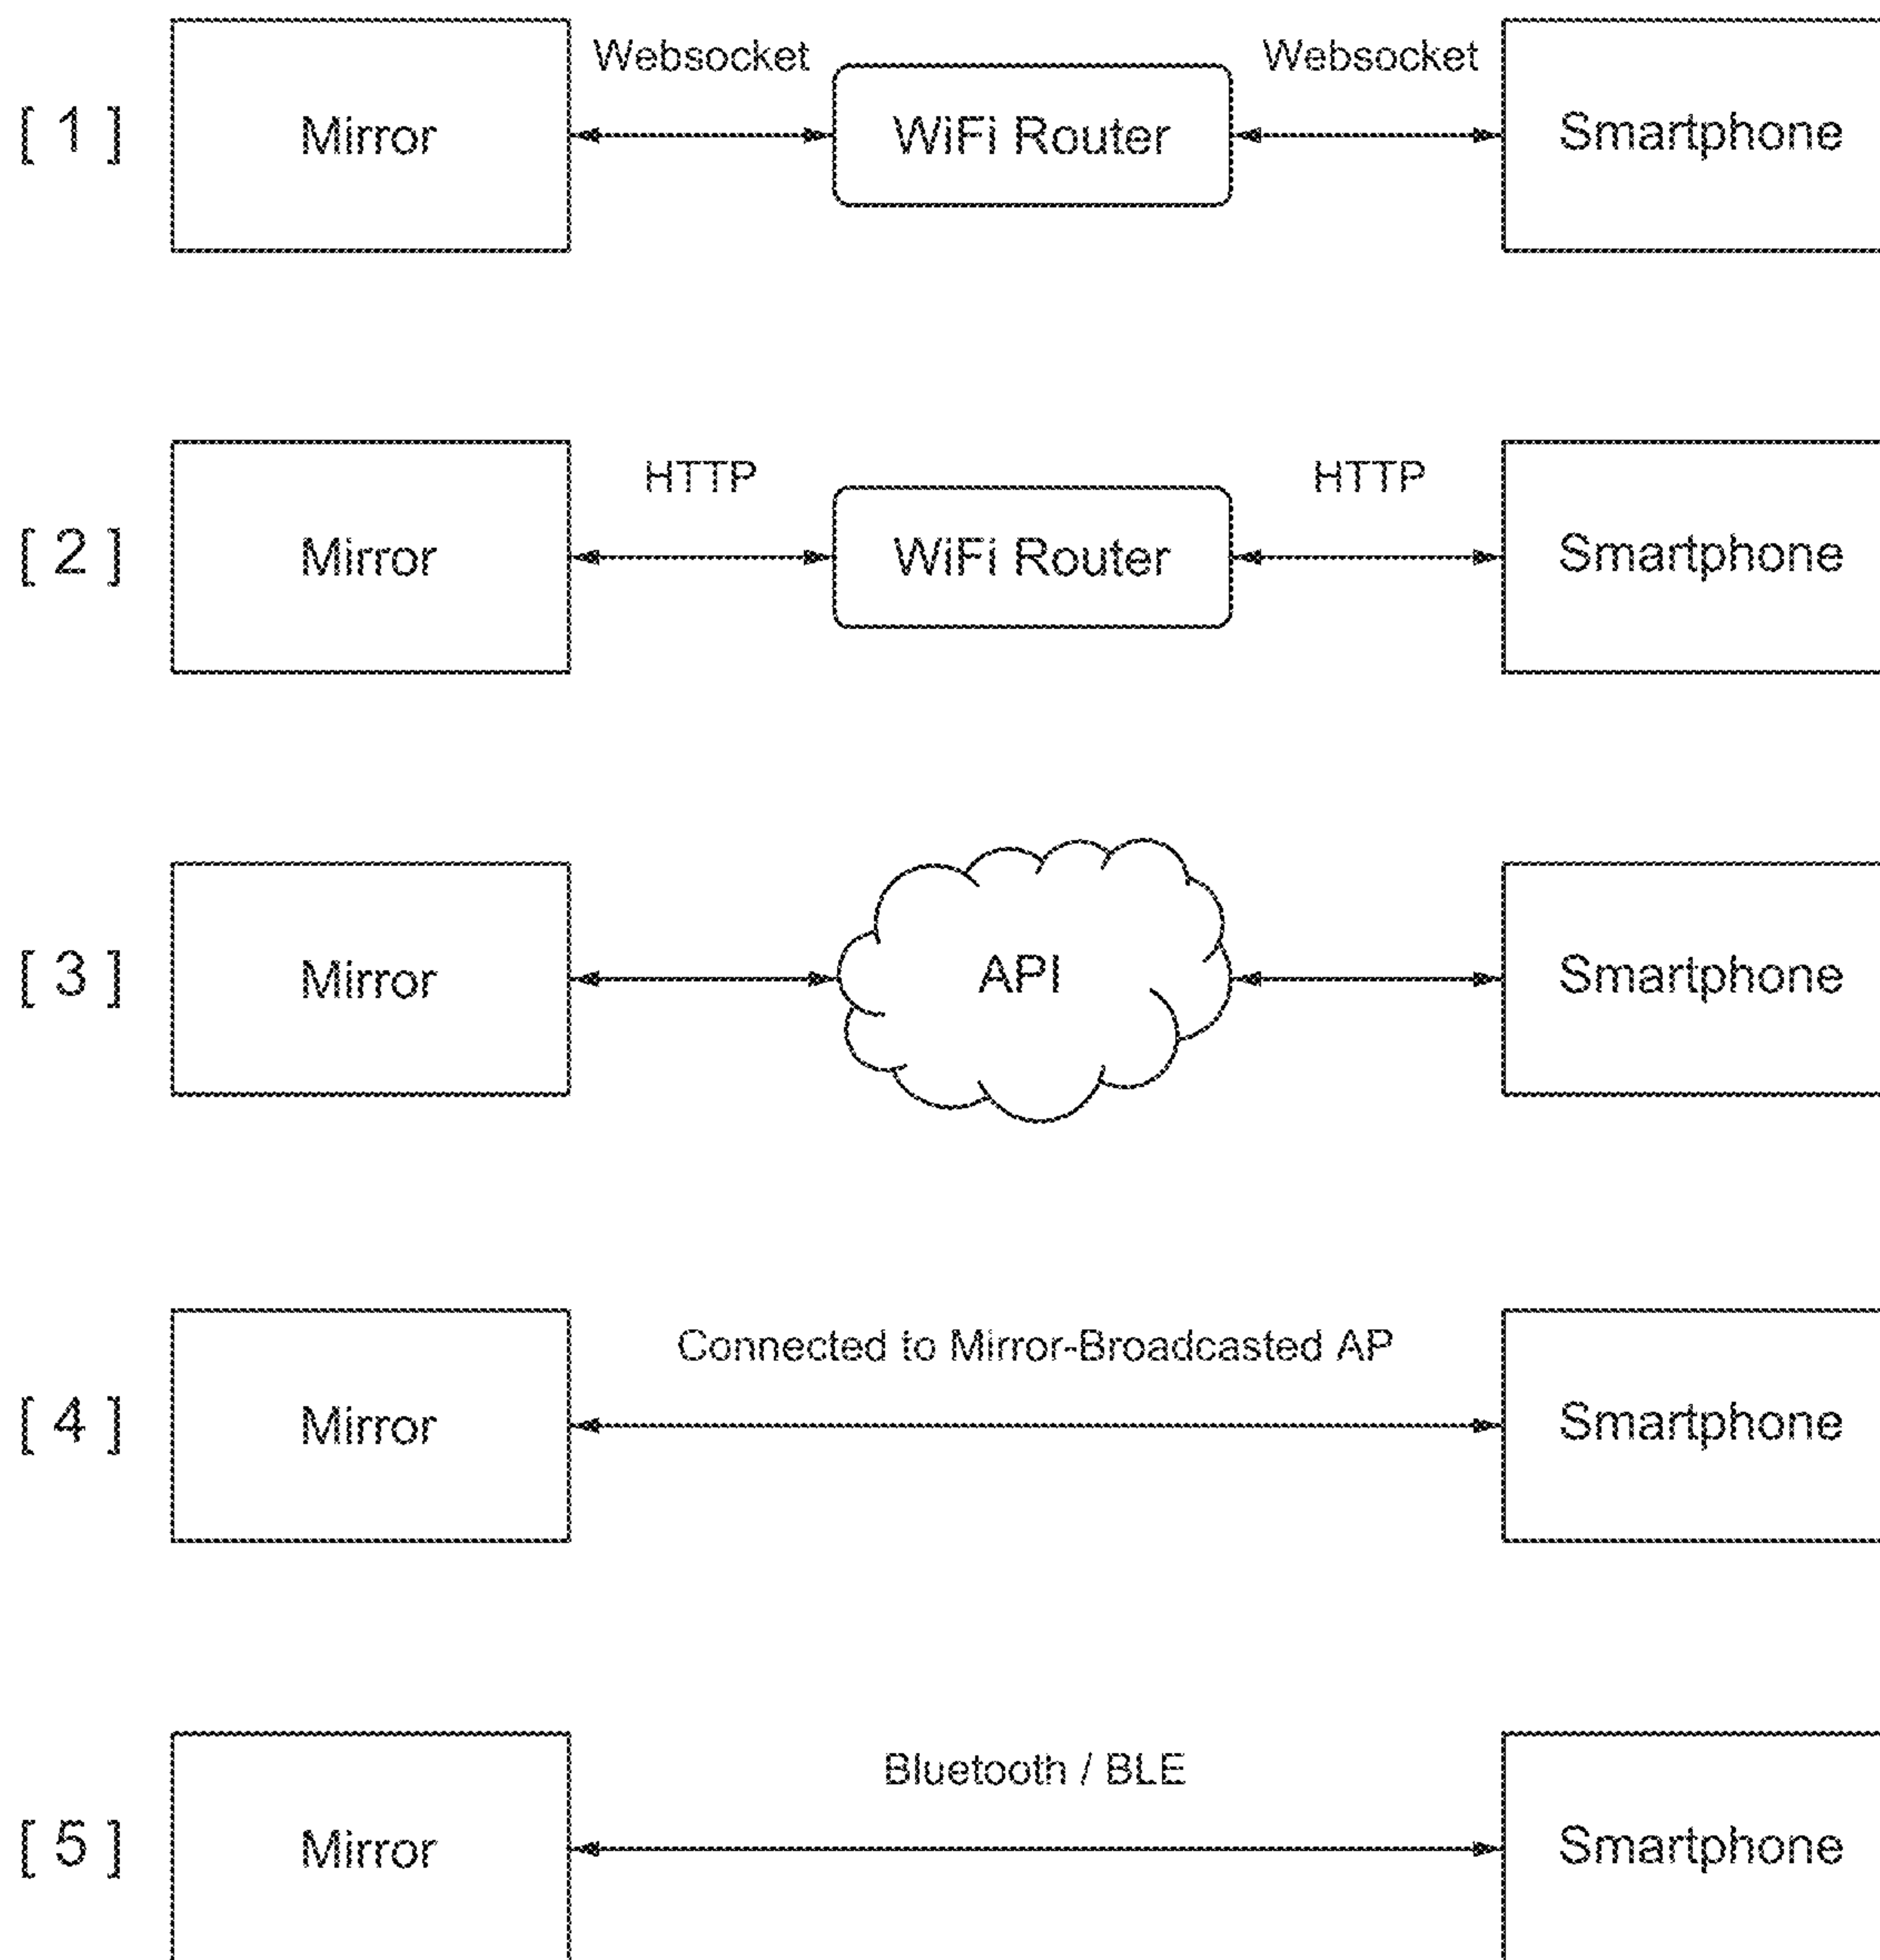 Websocket Websocket
[ 1 ] Mirror WiFi Router Smartphone
HTTP HTTP
[ 2 ] Mirror WiFi Router Smartphone
[ 3 ] Mirror API Smartphone
Connected to Mirror-Broadcasted AP
[ 4 ] Mirror Smartphone
Bluetooth / BLE
[ 5 ] Mirror Smartphone